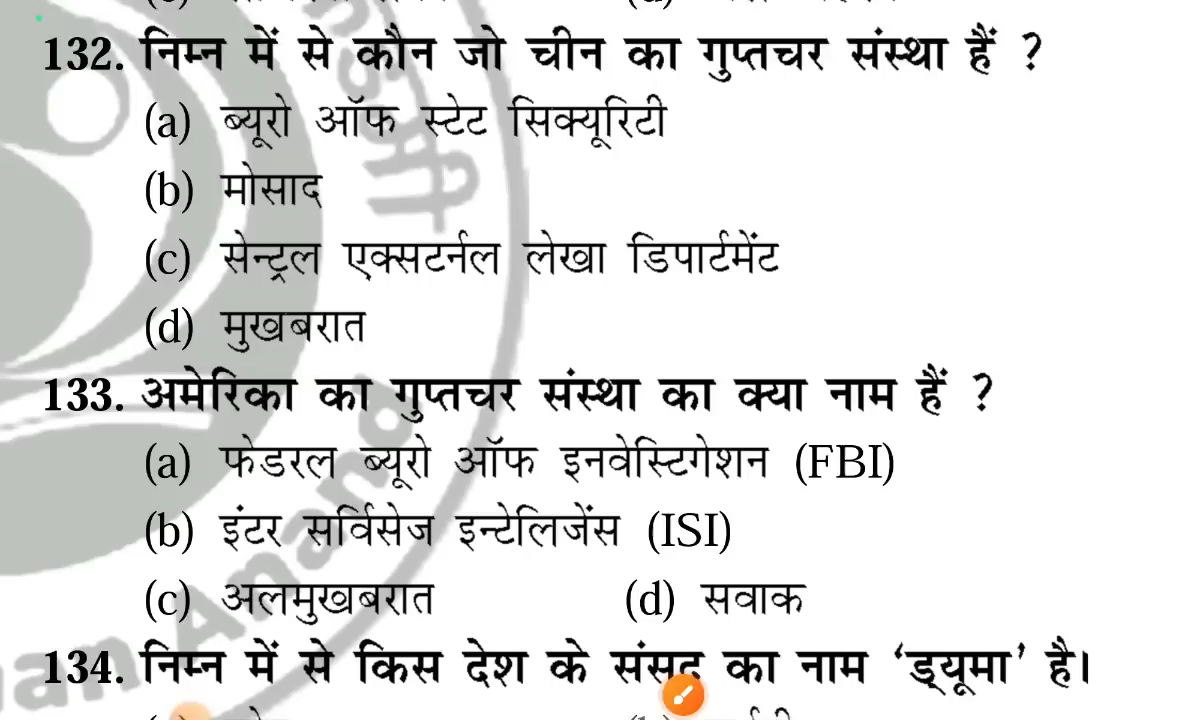 132. निम्न में से कौन जो चीन का गुप्तचर संस्था हैं ?
(a) ब्यूरो ऑफ स्टेट सिक्यूरिटी
(b) मोसाद
(c) सेन्ट्रल एक्सटर्नल लेखा डिपार्टमेंट
(d) मुखबरात
133. अमेरिका का गुप्तचर संस्था का क्या नाम हैं ?
(a) फेडरल ब्यूरो ऑफ इनवेस्टिगेशन (FBI)
(b) इंटर सर्विसेज इन्टेलिजेंस (ISI)
(c) अलमुखबरात (d) सवाक
134. निम्न में से किस देश के संसद का नाम ‘ड्यूमा’ है।